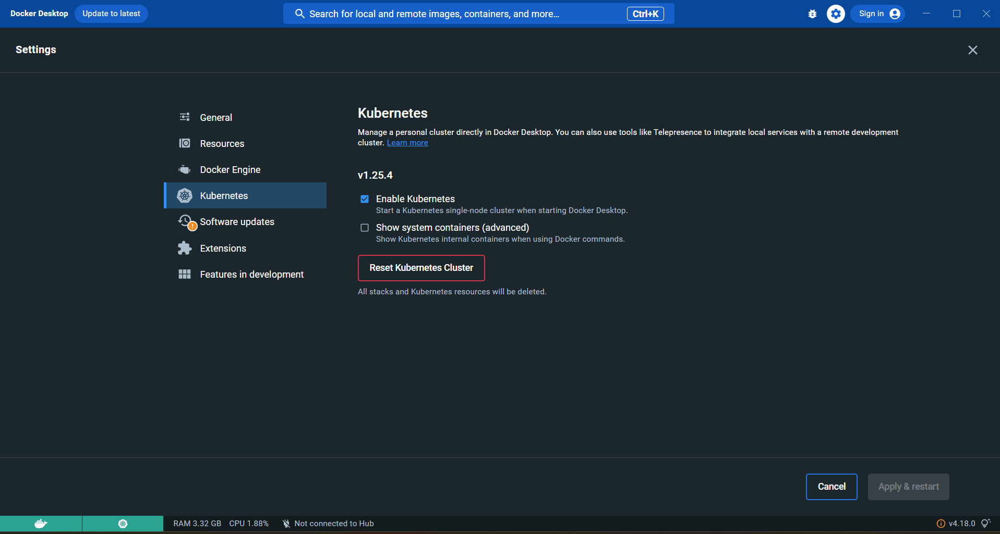 Docker Desktop
Update to latest
Search for local and remote images, containers, and more...
Ctrl+K
Sign in
Settings
General
Resources
Docker Engine
Kubernetes
Software updates
Extensions
Features in development
Kubernetes
Manage a personal cluster directly in Docker Desktop. You can also use tools like Telepresence to integrate local services with a remote development
cluster. Learn more
v1.25.4
Enable Kubernetes
Start a Kubernetes single-node cluster when starting Docker Desktop.
Show system containers (advanced)
Show Kubernetes internal containers when using Docker commands.
Reset Kubernetes Cluster
All stacks and Kubernetes resources will be deleted.
Cancel
Apply & restart
RAM 3.32 GB CPU 1.88% Not connected to Hub
v4.18.0